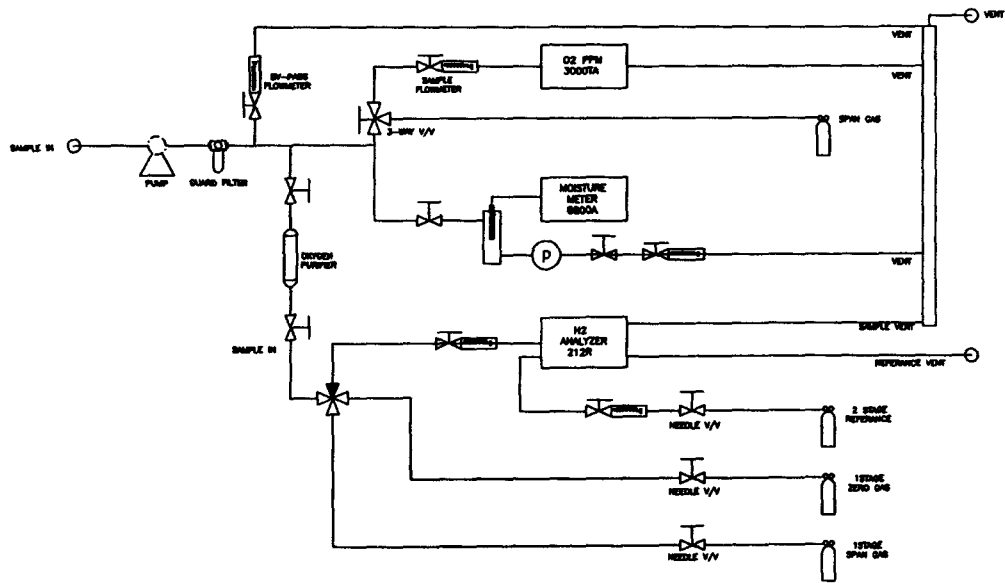 VENT
VENT
BY-PASS
FLOWMETER
O2 PPM
3000TA
VENT
SAMPLE
FLOWMETER
3-WAY V/V
SPAN GAS
SAMPLE IN
PUMP
GUARD FILTER
MOISTURE
METER
8800A
OXYGEN
PURIFIER
P
VENT
H2
ANALYZER
212R
SAMPLE VENT
SAMPLE IN
REFERANCE VENT
NEEDLE V/V
2 STAGE
REFERANCE
NEEDLE V/V
1STAGE
ZERO GAS
NEEDLE V/V
1STAGE
SPAN GAS